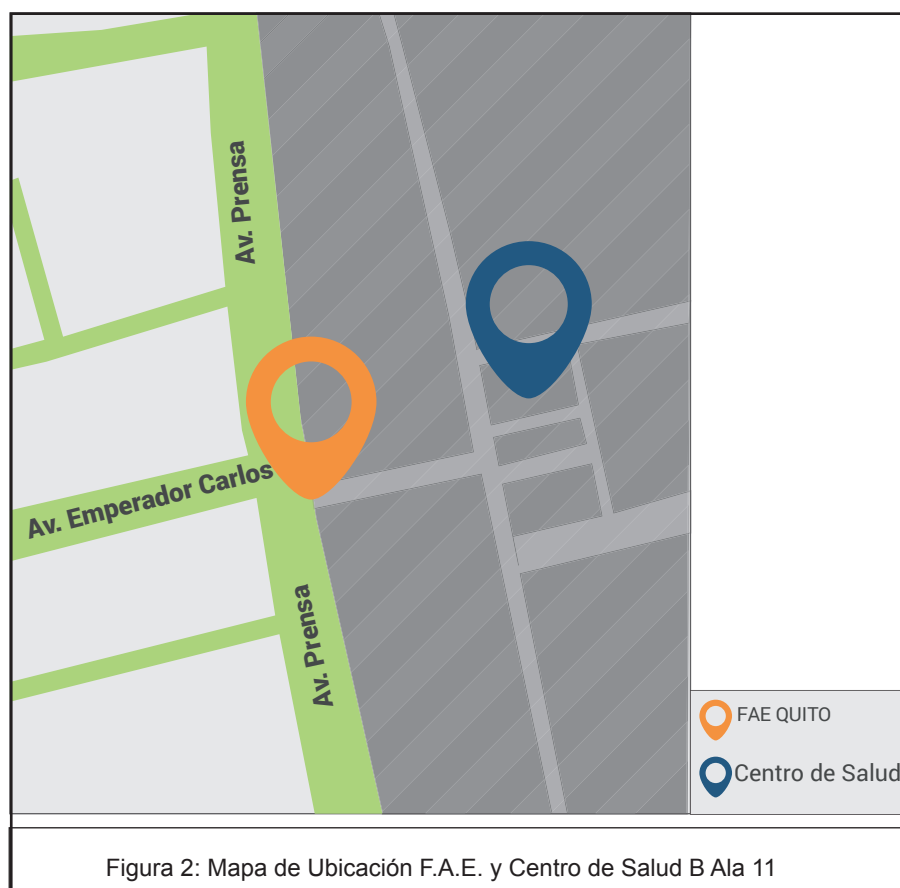 Av. Prensa
Av. Emperador Carlos
Av. Prensa
FAE QUITO
Centro de Salud
Figura 2: Mapa de Ubicación F.A.E. y Centro de Salud B Ala 11